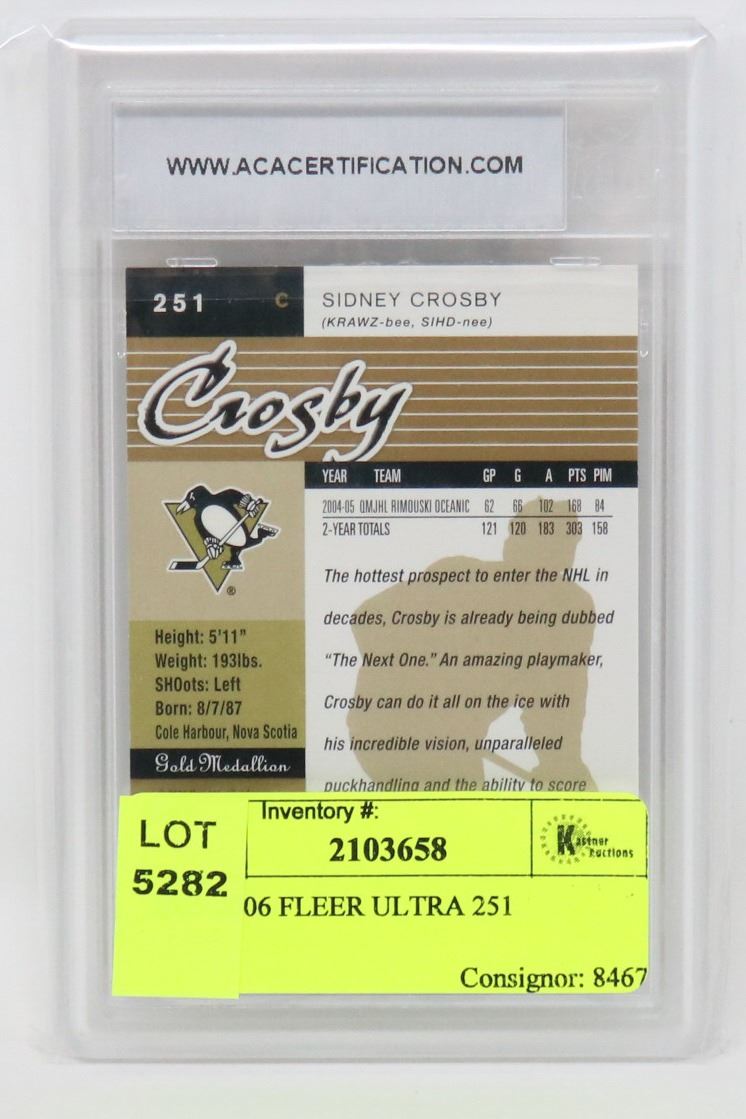 WWW.ACACERTIFICATION.COM
251 C SIDNEY CROSBY
(KRAWZ-bee, SIHD-nee)
Crosby
YEAR TEAM GP G A PTS PIM
2004-05 QMJHL RIMOUSKI OCEANIC 62 66 102 168 84
2-YEAR TOTALS 121 120 183 303 158
®
The hottest prospect to enter the NHL in
decades, Crosby is already being dubbed
“The Next One.” An amazing playmaker,
Crosby can do it all on the ice with
his incredible vision, unparalleled
puckhandling and the ability to score
Height: 5'11"
Weight: 193lbs.
SHOots: Left
Born: 8/7/87
Cole Harbour, Nova Scotia
Gold Medallion
LOT
5282
Inventory #:
2103658
Kastner
Auctions
06 FLEER ULTRA 251
Consignor: 8467